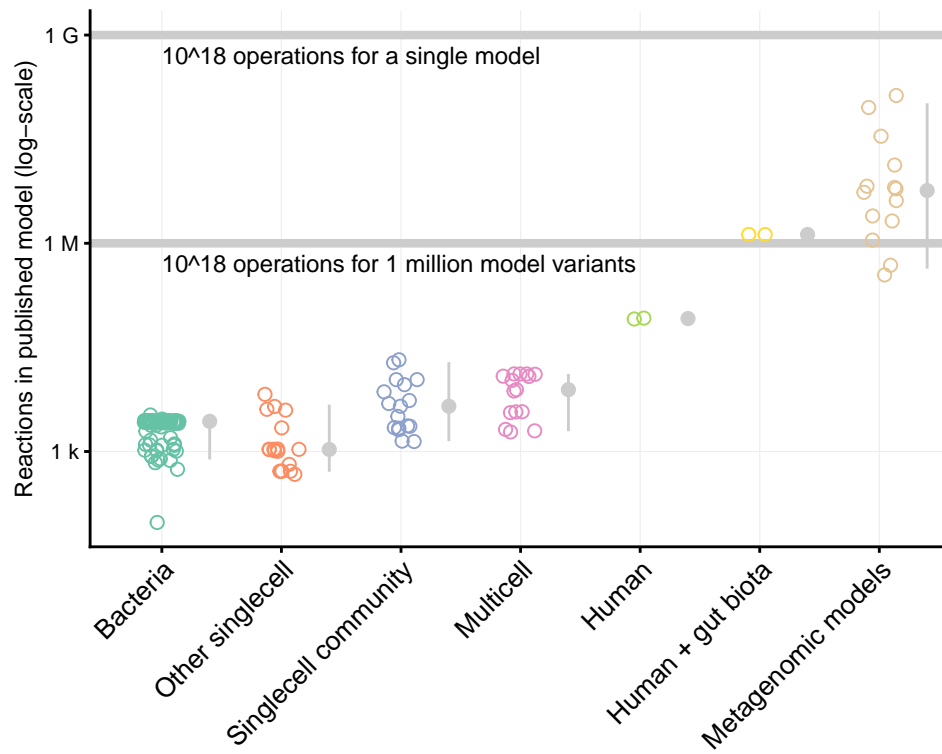 Reactions in published model (log−scale)
1 G
10^18 operations for a single model
1 M
10^18 operations for 1 million model variants
1 k
Bacteria
Other singlecell
Singlecell community
Multicell
Human
Human + gut biota
Metagenomic models